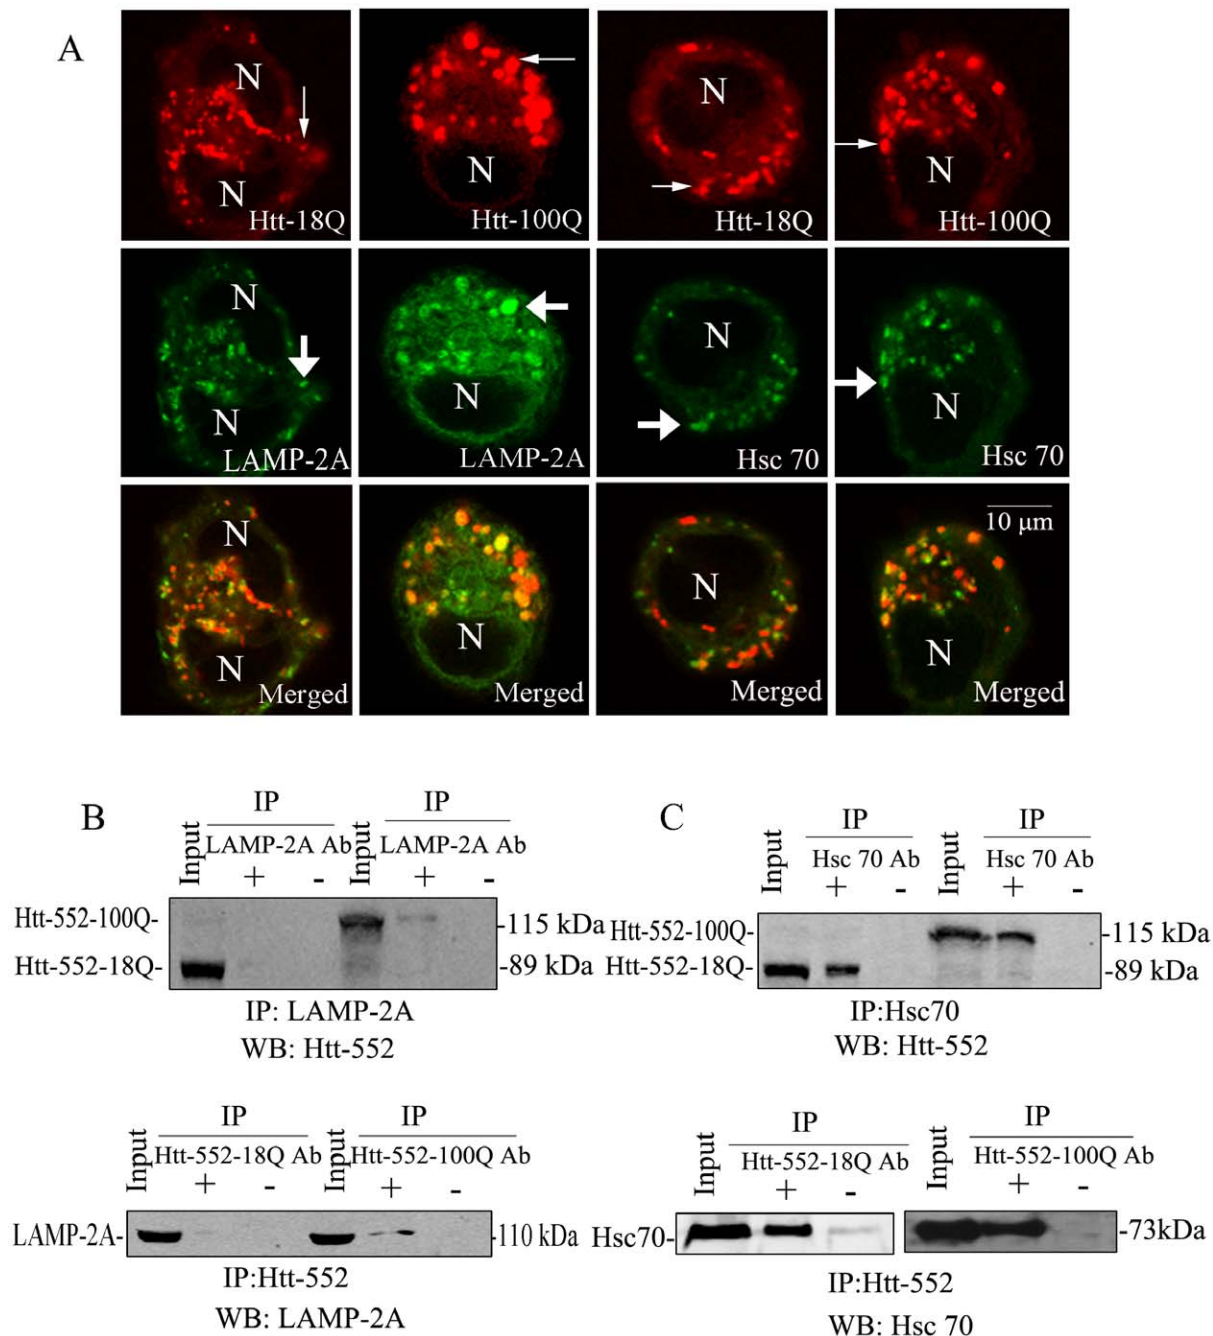 A
N
N
Htt-18Q
N
Htt-100Q
N
Htt-18Q
N
Htt-100Q
N
N
LAMP-2A
N
LAMP-2A
N
Hsc 70
N
Hsc 70
N
N
Merged
N
Merged
N
Merged
10 μm
N
Merged
B
IP IP
Input LAMP-2A Ab Input LAMP-2A Ab
+ - + -
Htt-552-100Q- -115 kDa
Htt-552-18Q- -89 kDa
IP: LAMP-2A
WB: Htt-552
IP IP
Input Htt-552-18Q Ab Input Htt-552-100Q Ab
+ - + -
LAMP-2A- -110 kDa
IP:Htt-552
WB: LAMP-2A
C
IP IP
Input Hsc 70 Ab Input Hsc 70 Ab
+ - + -
Htt-552-100Q- -115 kDa
Htt-552-18Q- -89 kDa
IP:Hsc70
WB: Htt-552
IP IP
Input Htt-552-18Q Ab Input Htt-552-100Q Ab
+ - + -
Hsc70- -73kDa
IP:Htt-552
WB: Hsc 70